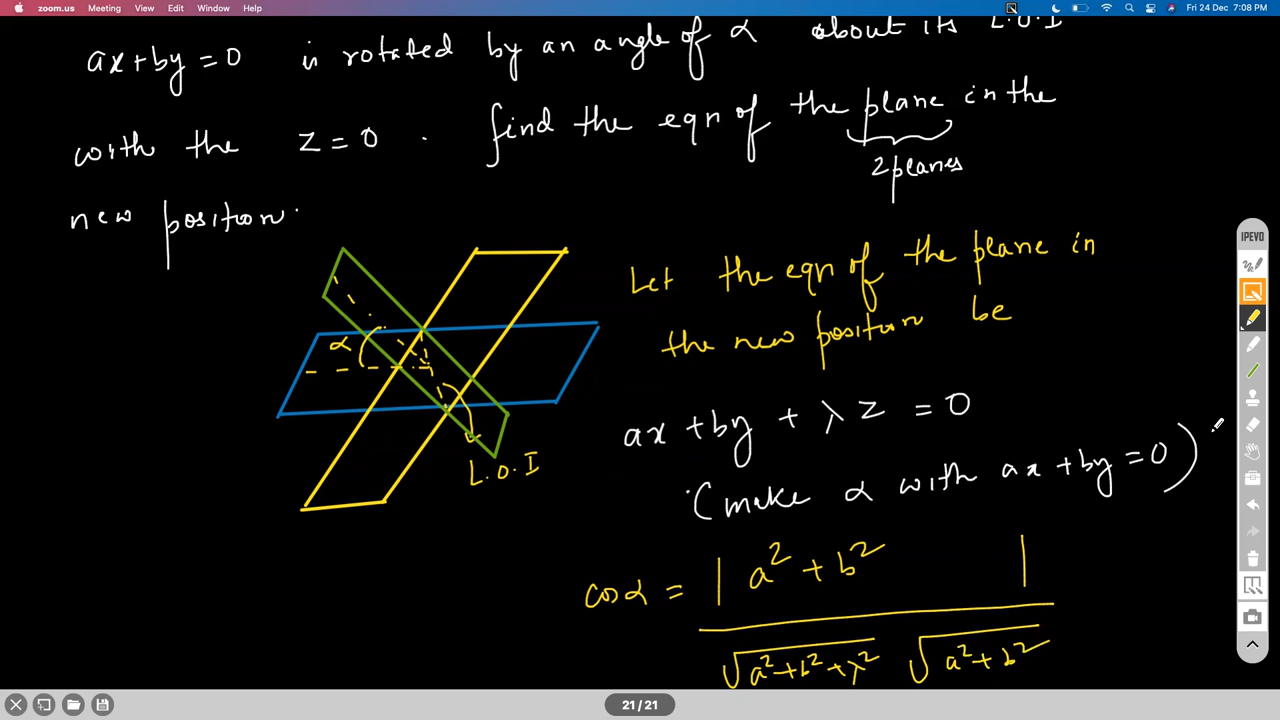 zoom.us Meeting View Edit Window Help Fri 24 Dec 7:08 PM
ax+by=0 is rotated by an angle of α about its L.O.I
with the z=0. find the eqn of the plane in the
2 planes
new position.
Let the eqn of the plane in
the new position be
α
L.O.I
ax+by+λz=0
(make α with ax+by=0)
cosα = |a²+b² |
√a²+b²+λ² √a²+b²
IPEVO
21/21